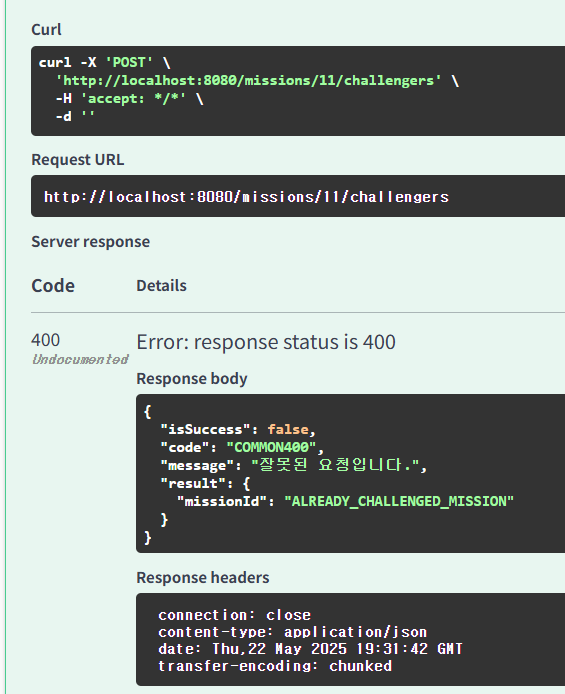 Curl
curl -X 'POST' \
  'http://localhost:8080/missions/11/challengers' \
  -H 'accept: */*' \
  -d ''
Request URL
http://localhost:8080/missions/11/challengers
Server response
Code Details
400 Error: response status is 400
Undocumented
Response body
{
  "isSuccess": false,
  "code": "COMMON400",
  "message": "잘못된 요청입니다.",
  "result": {
    "missionId": "ALREADY_CHALLENGED_MISSION"
  }
}
Response headers
connection: close
content-type: application/json
date: Thu,22 May 2025 19:31:42 GMT
transfer-encoding: chunked